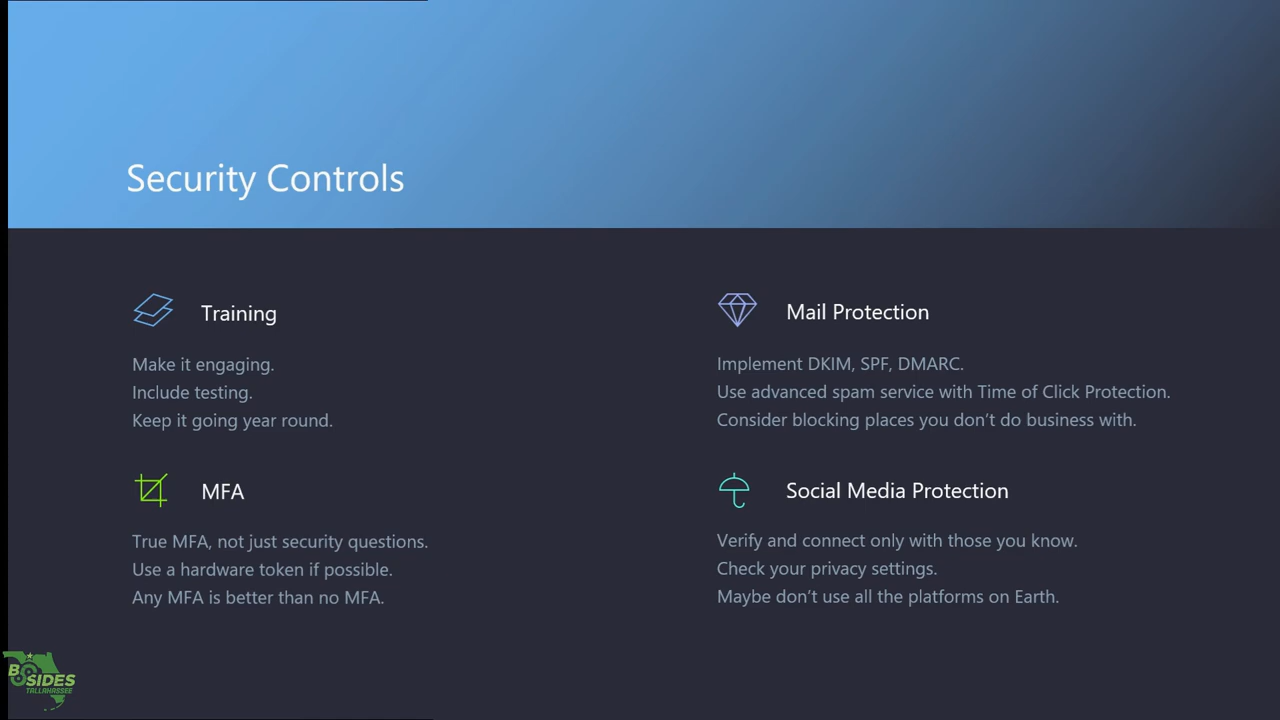 Security Controls
Training
Make it engaging.
Include testing.
Keep it going year round.
MFA
True MFA, not just security questions.
Use a hardware token if possible.
Any MFA is better than no MFA.
Mail Protection
Implement DKIM, SPF, DMARC.
Use advanced spam service with Time of Click Protection.
Consider blocking places you don’t do business with.
Social Media Protection
Verify and connect only with those you know.
Check your privacy settings.
Maybe don’t use all the platforms on Earth.
BSIDES
TALLAHASSEE